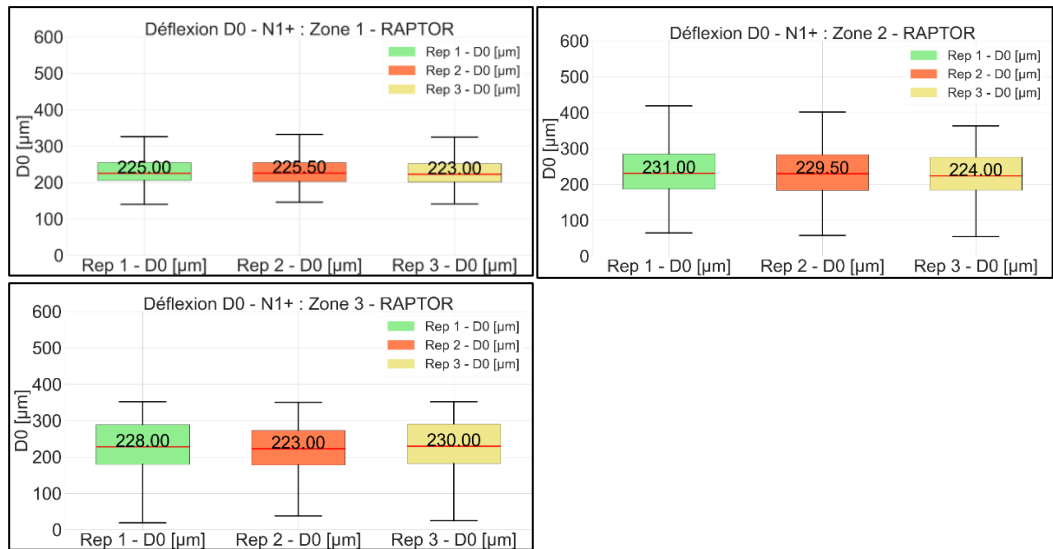 Déflexion D0 - N1+ : Zone 1 - RAPTOR
Rep 1 - D0 [µm]
Rep 2 - D0 [µm]
Rep 3 - D0 [µm]
D0 [µm]
600
500
400
300
200
100
0
225.00
225.50
223.00
Rep 1 - D0 [µm]
Rep 2 - D0 [µm]
Rep 3 - D0 [µm]
Déflexion D0 - N1+ : Zone 2 - RAPTOR
Rep 1 - D0 [µm]
Rep 2 - D0 [µm]
Rep 3 - D0 [µm]
D0 [µm]
600
500
400
300
200
100
0
231.00
229.50
224.00
Rep 1 - D0 [µm]
Rep 2 - D0 [µm]
Rep 3 - D0 [µm]
Déflexion D0 - N1+ : Zone 3 - RAPTOR
Rep 1 - D0 [µm]
Rep 2 - D0 [µm]
Rep 3 - D0 [µm]
D0 [µm]
600
500
400
300
200
100
0
228.00
223.00
230.00
Rep 1 - D0 [µm]
Rep 2 - D0 [µm]
Rep 3 - D0 [µm]